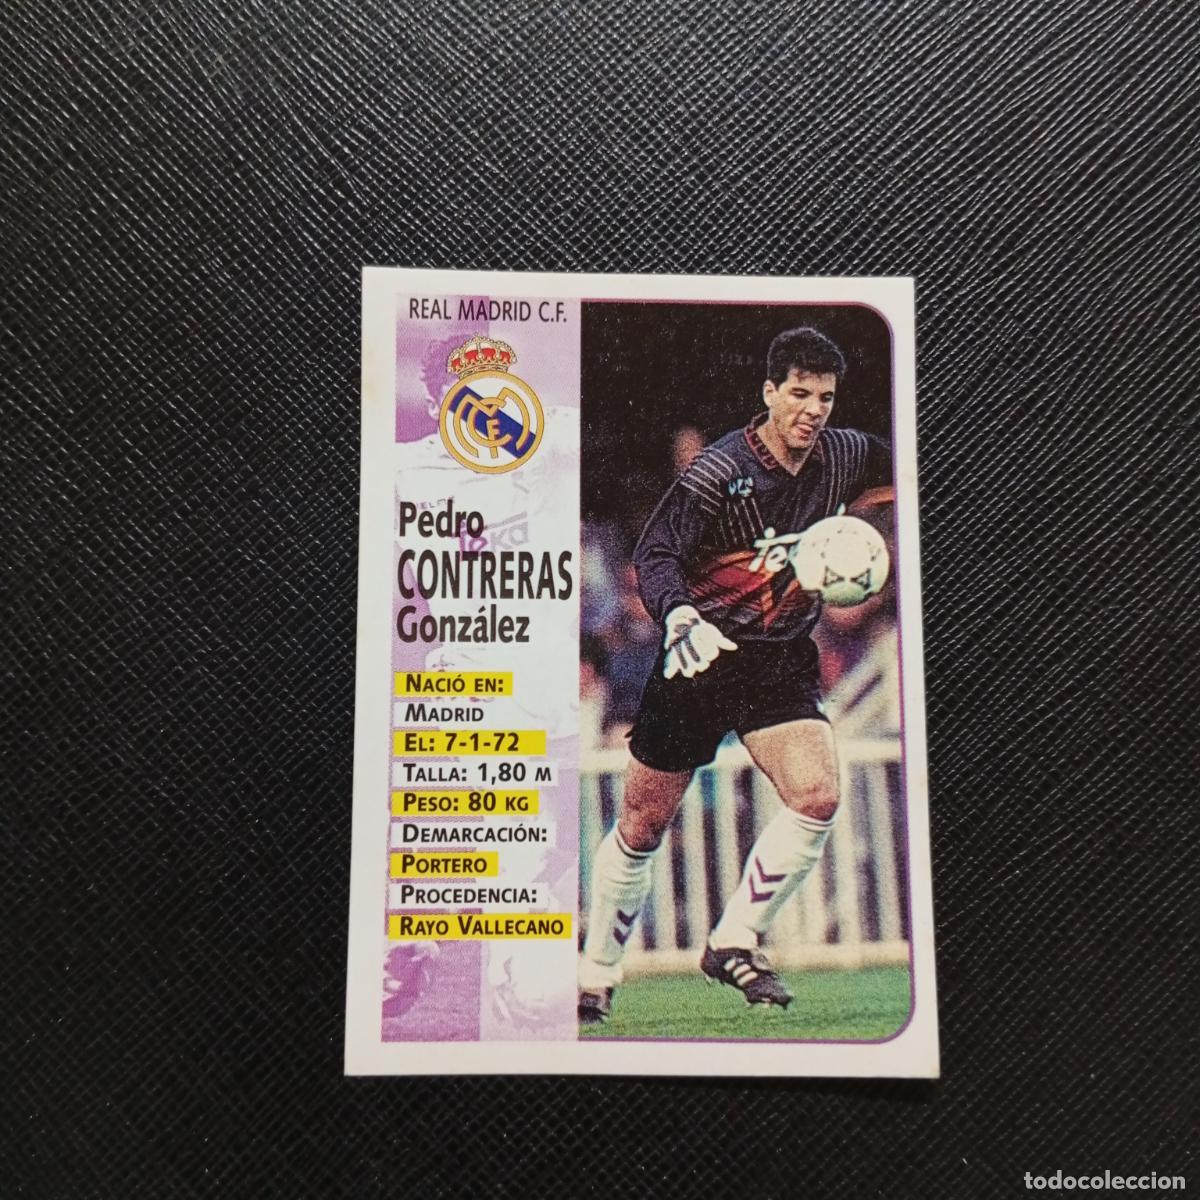 REAL MADRID C.F.
Pedro
CONTRERAS
González
NACIÓ EN:
MADRID
EL: 7-1-72
TALLA: 1,80 M
PESO: 80 KG
DEMARCACIÓN:
PORTERO
PROCEDENCIA:
RAYO VALLECANO
Teka
todocoleccion